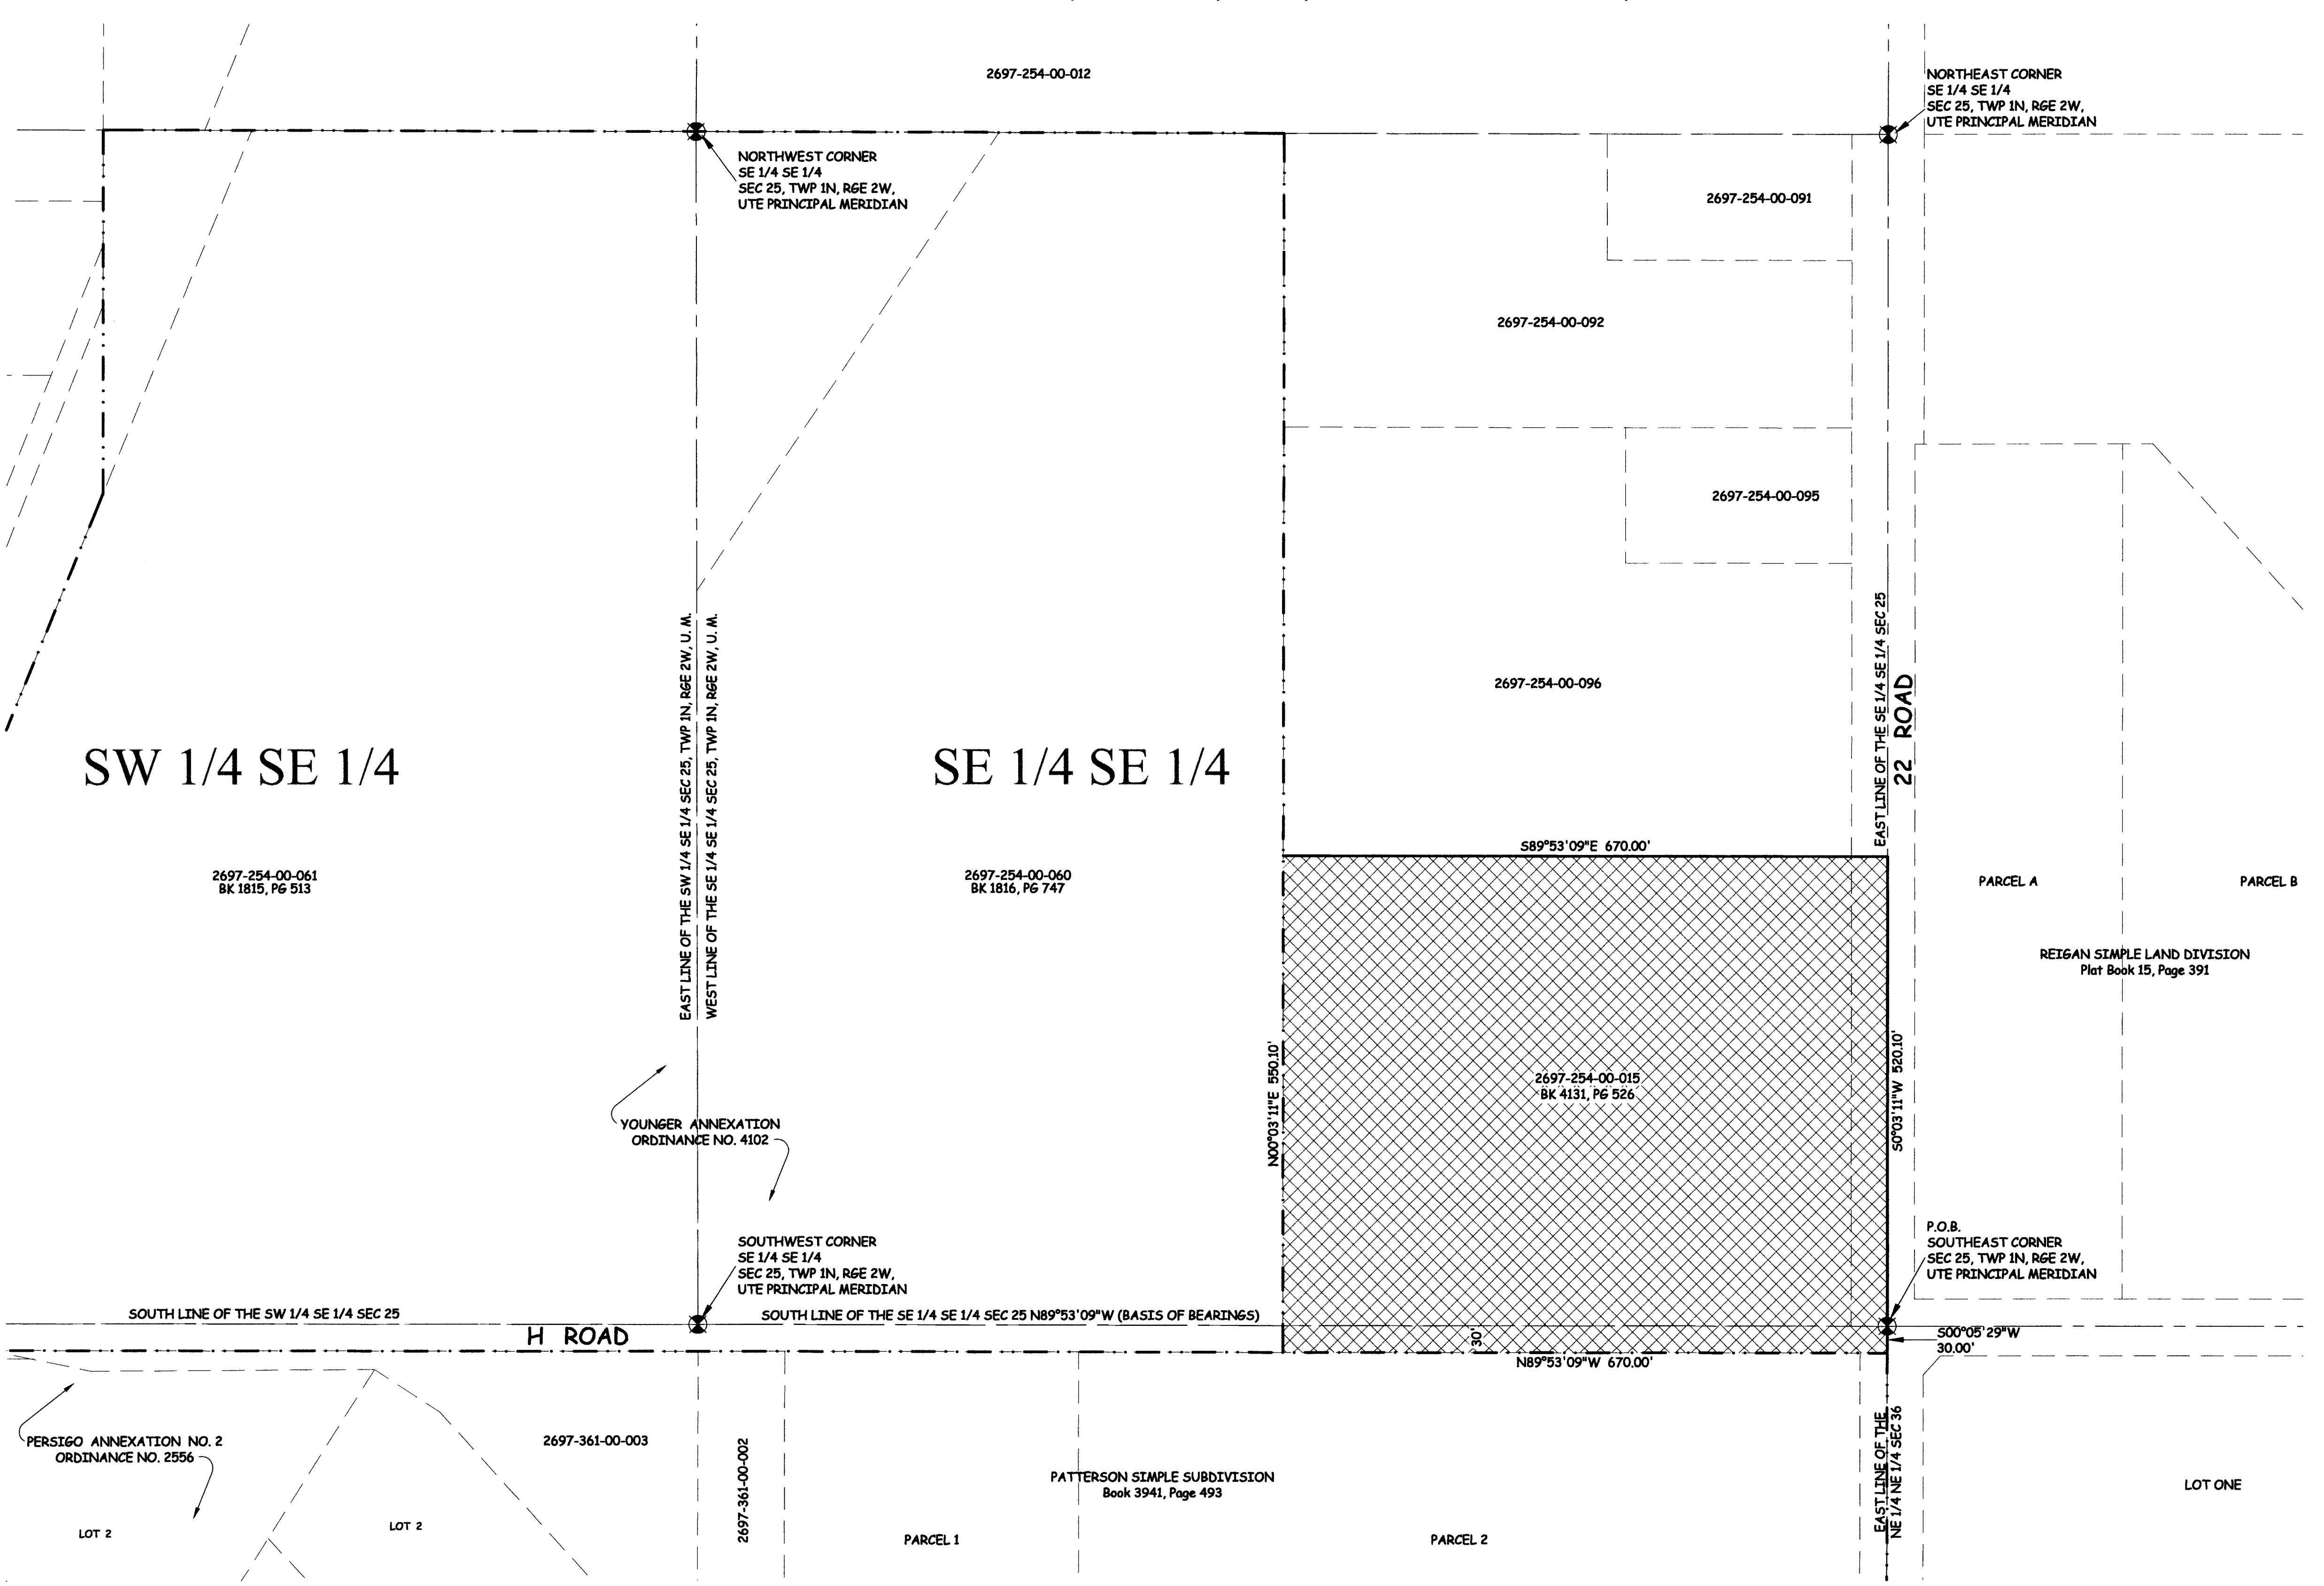 2697-254-00-012
NORTHEAST CORNER
SE 1/4 SE 1/4
SEC 25, TWP 1N, RGE 2W,
UTE PRINCIPAL MERIDIAN
NORTHWEST CORNER
SE 1/4 SE 1/4
SEC 25, TWP 1N, RGE 2W,
UTE PRINCIPAL MERIDIAN
2697-254-00-091
2697-254-00-092
2697-254-00-095
2697-254-00-096
EAST LINE OF THE SW 1/4 SE 1/4 SEC 25, TWP 1N, RGE 2W, U. M.
WEST LINE OF THE SE 1/4 SE 1/4 SEC 25, TWP 1N, RGE 2W, U. M.
EAST LINE OF THE SE 1/4 SE 1/4 SEC 25
22 ROAD
SW 1/4 SE 1/4
SE 1/4 SE 1/4
S89°53'09"E 670.00'
2697-254-00-061
BK 1815, PG 513
2697-254-00-060
BK 1816, PG 747
PARCEL A
PARCEL B
REIGAN SIMPLE LAND DIVISION
Plat Book 15, Page 391
N00°03'11"E 550.10'
2697-254-00-015
BK 4131, PG 526
S0°03'11"W 520.10'
YOUNGER ANNEXATION
ORDINANCE NO. 4102
P.O.B.
SOUTHEAST CORNER
SEC 25, TWP 1N, RGE 2W,
UTE PRINCIPAL MERIDIAN
SOUTHWEST CORNER
SE 1/4 SE 1/4
SEC 25, TWP 1N, RGE 2W,
UTE PRINCIPAL MERIDIAN
SOUTH LINE OF THE SW 1/4 SE 1/4 SEC 25
SOUTH LINE OF THE SE 1/4 SE 1/4 SEC 25 N89°53'09"W (BASIS OF BEARINGS)
H ROAD
30'
S00°05'29"W
30.00'
N89°53'09"W 670.00'
PERSIGO ANNEXATION NO. 2
ORDINANCE NO. 2556
2697-361-00-003
2697-361-00-002
PATTERSON SIMPLE SUBDIVISION
Book 3941, Page 493
EAST LINE OF THE
NE 1/4 NE 1/4 SEC 36
LOT ONE
LOT 2
LOT 2
PARCEL 1
PARCEL 2